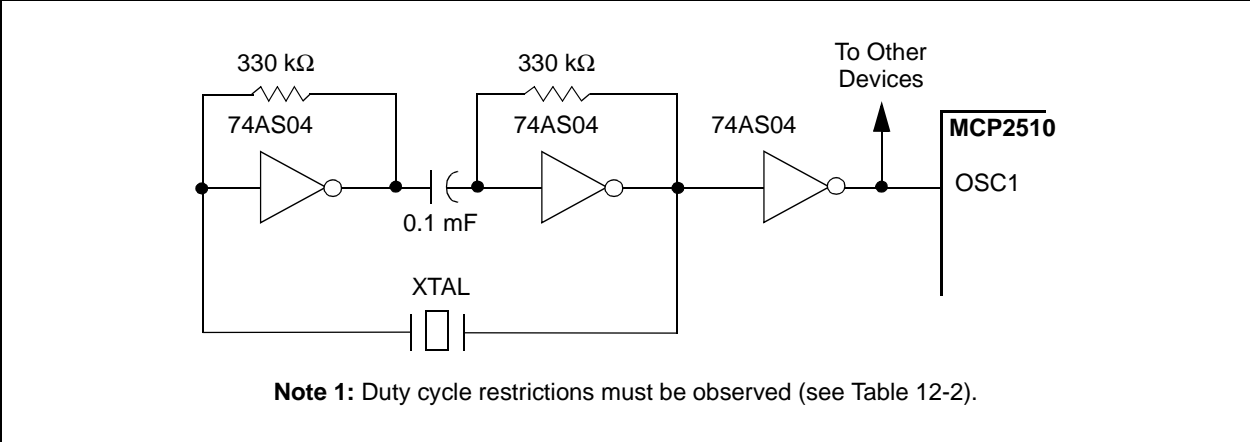 330 kΩ
330 kΩ
To Other
Devices
74AS04
74AS04
74AS04
MCP2510
OSC1
0.1 mF
XTAL
Note 1: Duty cycle restrictions must be observed (see Table 12-2).